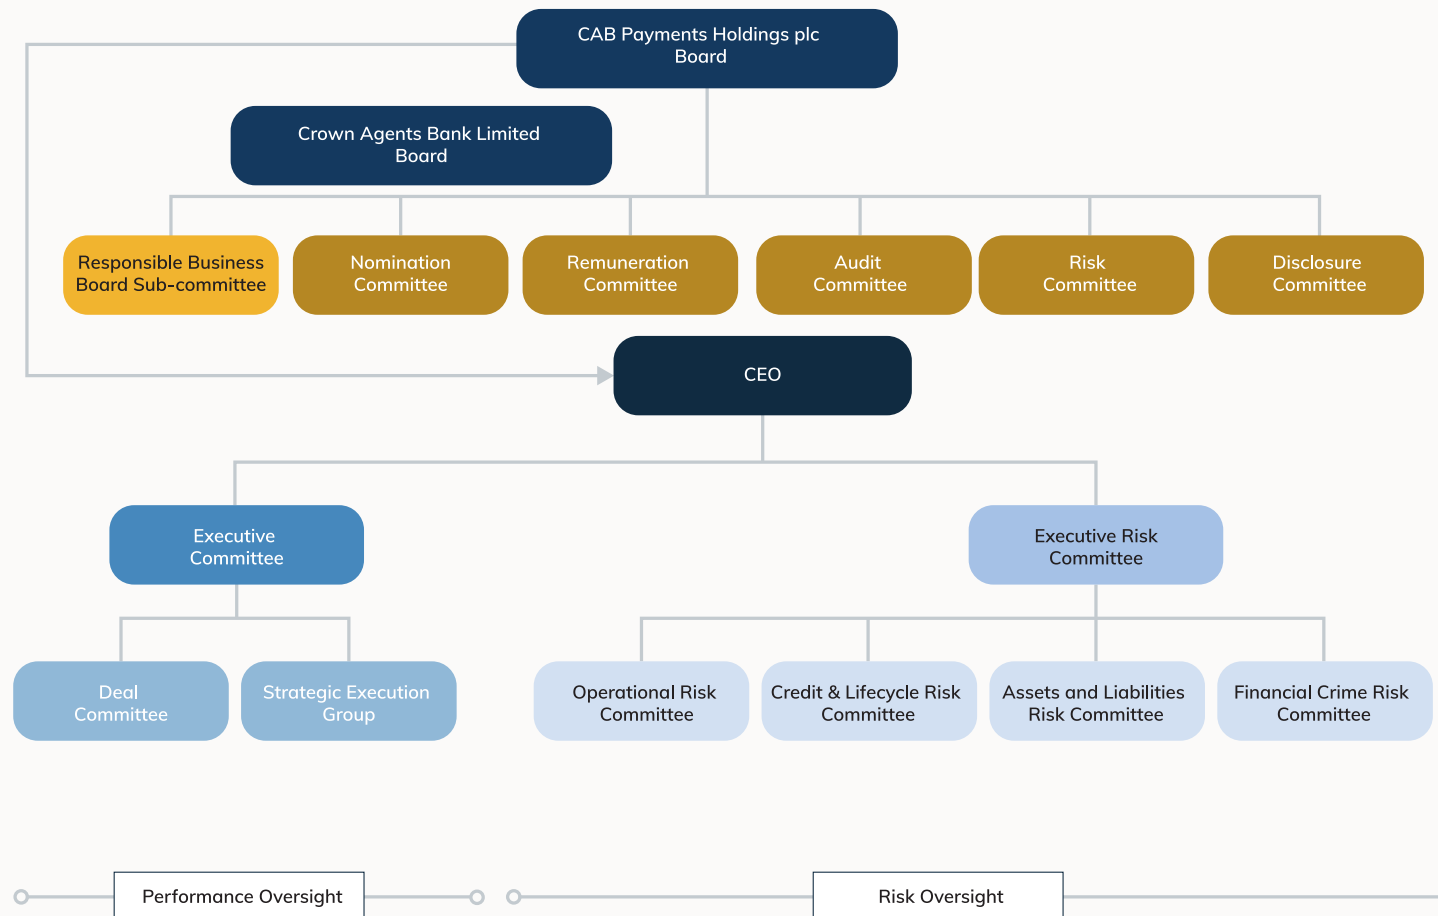 CAB Payments Holdings plc
Board
Crown Agents Bank Limited
Board
Responsible Business
Board Sub-committee
Nomination
Committee
Remuneration
Committee
Audit
Committee
Risk
Committee
Disclosure
Committee
CEO
Executive
Committee
Executive Risk
Committee
Deal
Committee
Strategic Execution
Group
Operational Risk
Committee
Credit & Lifecycle Risk
Committee
Assets and Liabilities
Risk Committee
Financial Crime Risk
Committee
Performance Oversight
Risk Oversight